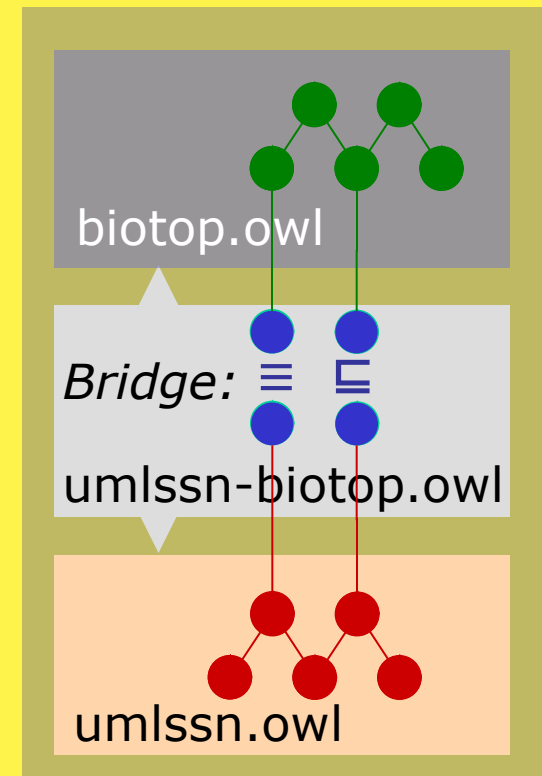 biotop.owl
Bridge: ≡ ⊑
umlssn-biotop.owl
umlssn.owl